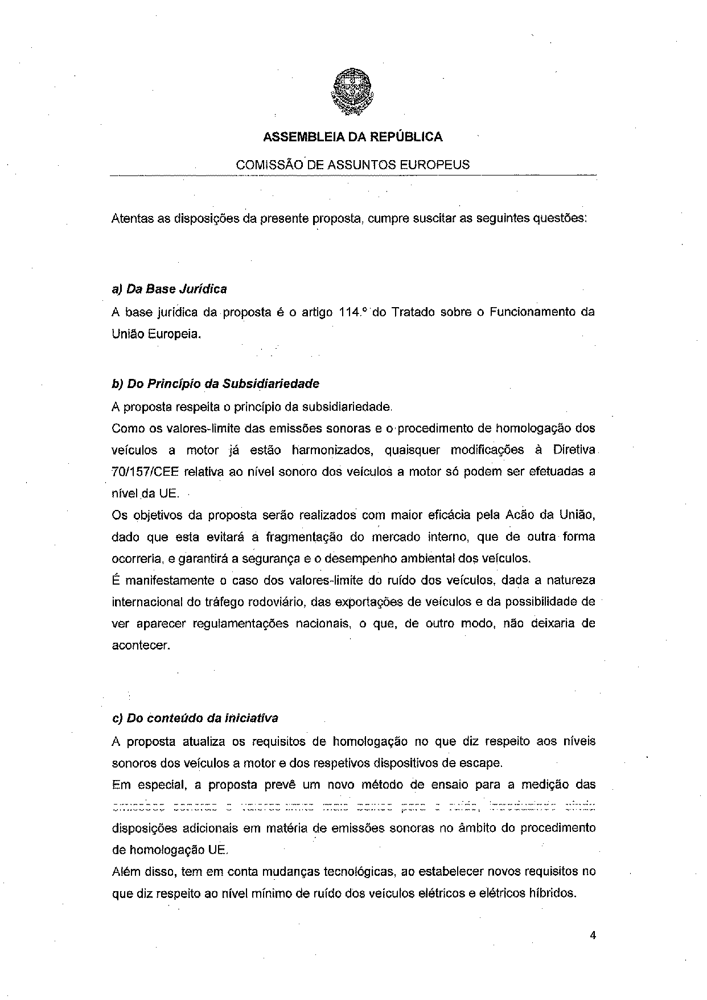 ASSEMBLEIA DA REPÚBLICA
COMISSÃO DE ASSUNTOS EUROPEUS
Atentas as disposições da presente proposta, cumpre suscitar as seguintes questões:
a) Da Base Jurídica
A base jurídica da proposta é o artigo 114.º do Tratado sobre o Funcionamento da
União Europeia.
b) Do Princípio da Subsidiariedade
A proposta respeita o princípio da subsidiariedade.
Como os valores-limite das emissões sonoras e o procedimento de homologação dos
veículos a motor já estão harmonizados, quaisquer modificações à Diretiva
70/157/CEE relativa ao nível sonoro dos veículos a motor só podem ser efetuadas a
nível da UE.
Os objetivos da proposta serão realizados com maior eficácia pela Acão da União,
dado que esta evitará a fragmentação do mercado interno, que de outra forma
ocorreria, e garantirá a segurança e o desempenho ambiental dos veículos.
É manifestamente o caso dos valores-limite do ruído dos veículos, dada a natureza
internacional do tráfego rodoviário, das exportações de veículos e da possibilidade de
ver aparecer regulamentações nacionais, o que, de outro modo, não deixaria de
acontecer.
c) Do conteúdo da iniciativa
A proposta atualiza os requisitos de homologação no que diz respeito aos níveis
sonoros dos veículos a motor e dos respetivos dispositivos de escape.
Em especial, a proposta prevê um novo método de ensaio para a medição das
disposições adicionais em matéria de emissões sonoras no âmbito do procedimento
de homologação UE.
Além disso, tem em conta mudanças tecnológicas, ao estabelecer novos requisitos no
que diz respeito ao nível mínimo de ruído dos veículos elétricos e elétricos híbridos.
4